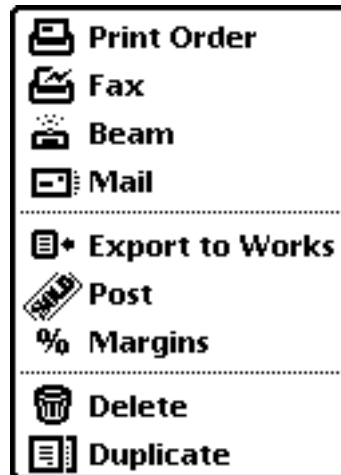 Print Order
Fax
Beam
Mail
Export to Works
SOLD
Post
% Margins
Delete
Duplicate